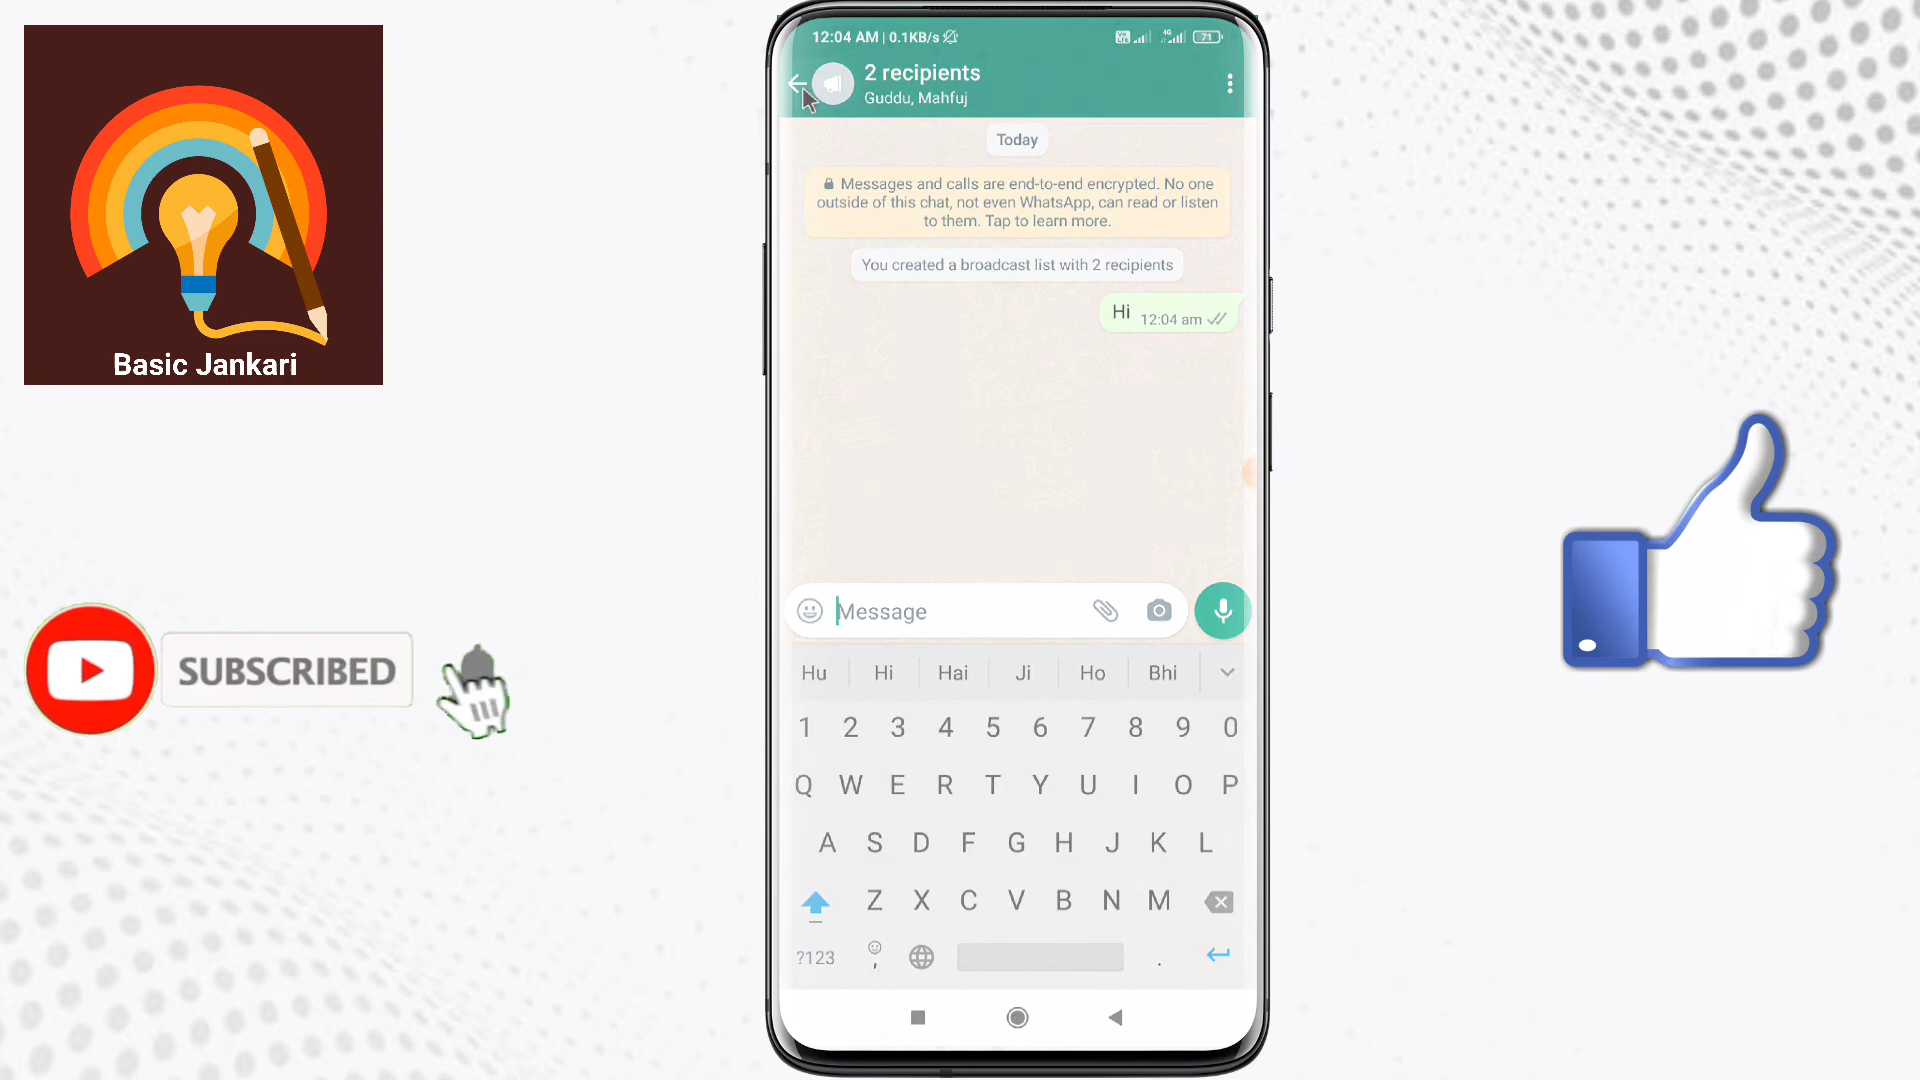 Basic Jankari
SUBSCRIBED
12:04 AM | 0.1KB/s
4G
71
2 recipients
Guddu, Mahfuj
Today
Messages and calls are end-to-end encrypted. No one
outside of this chat, not even WhatsApp, can read or listen
to them. Tap to learn more.
You created a broadcast list with 2 recipients
Hi 12:04 am
Message
Hu Hi Hai Ji Ho Bhi
1 2 3 4 5 6 7 8 9 0
Q W E R T Y U I O P
A S D F G H J K L
Z X C V B N M
?123 , .